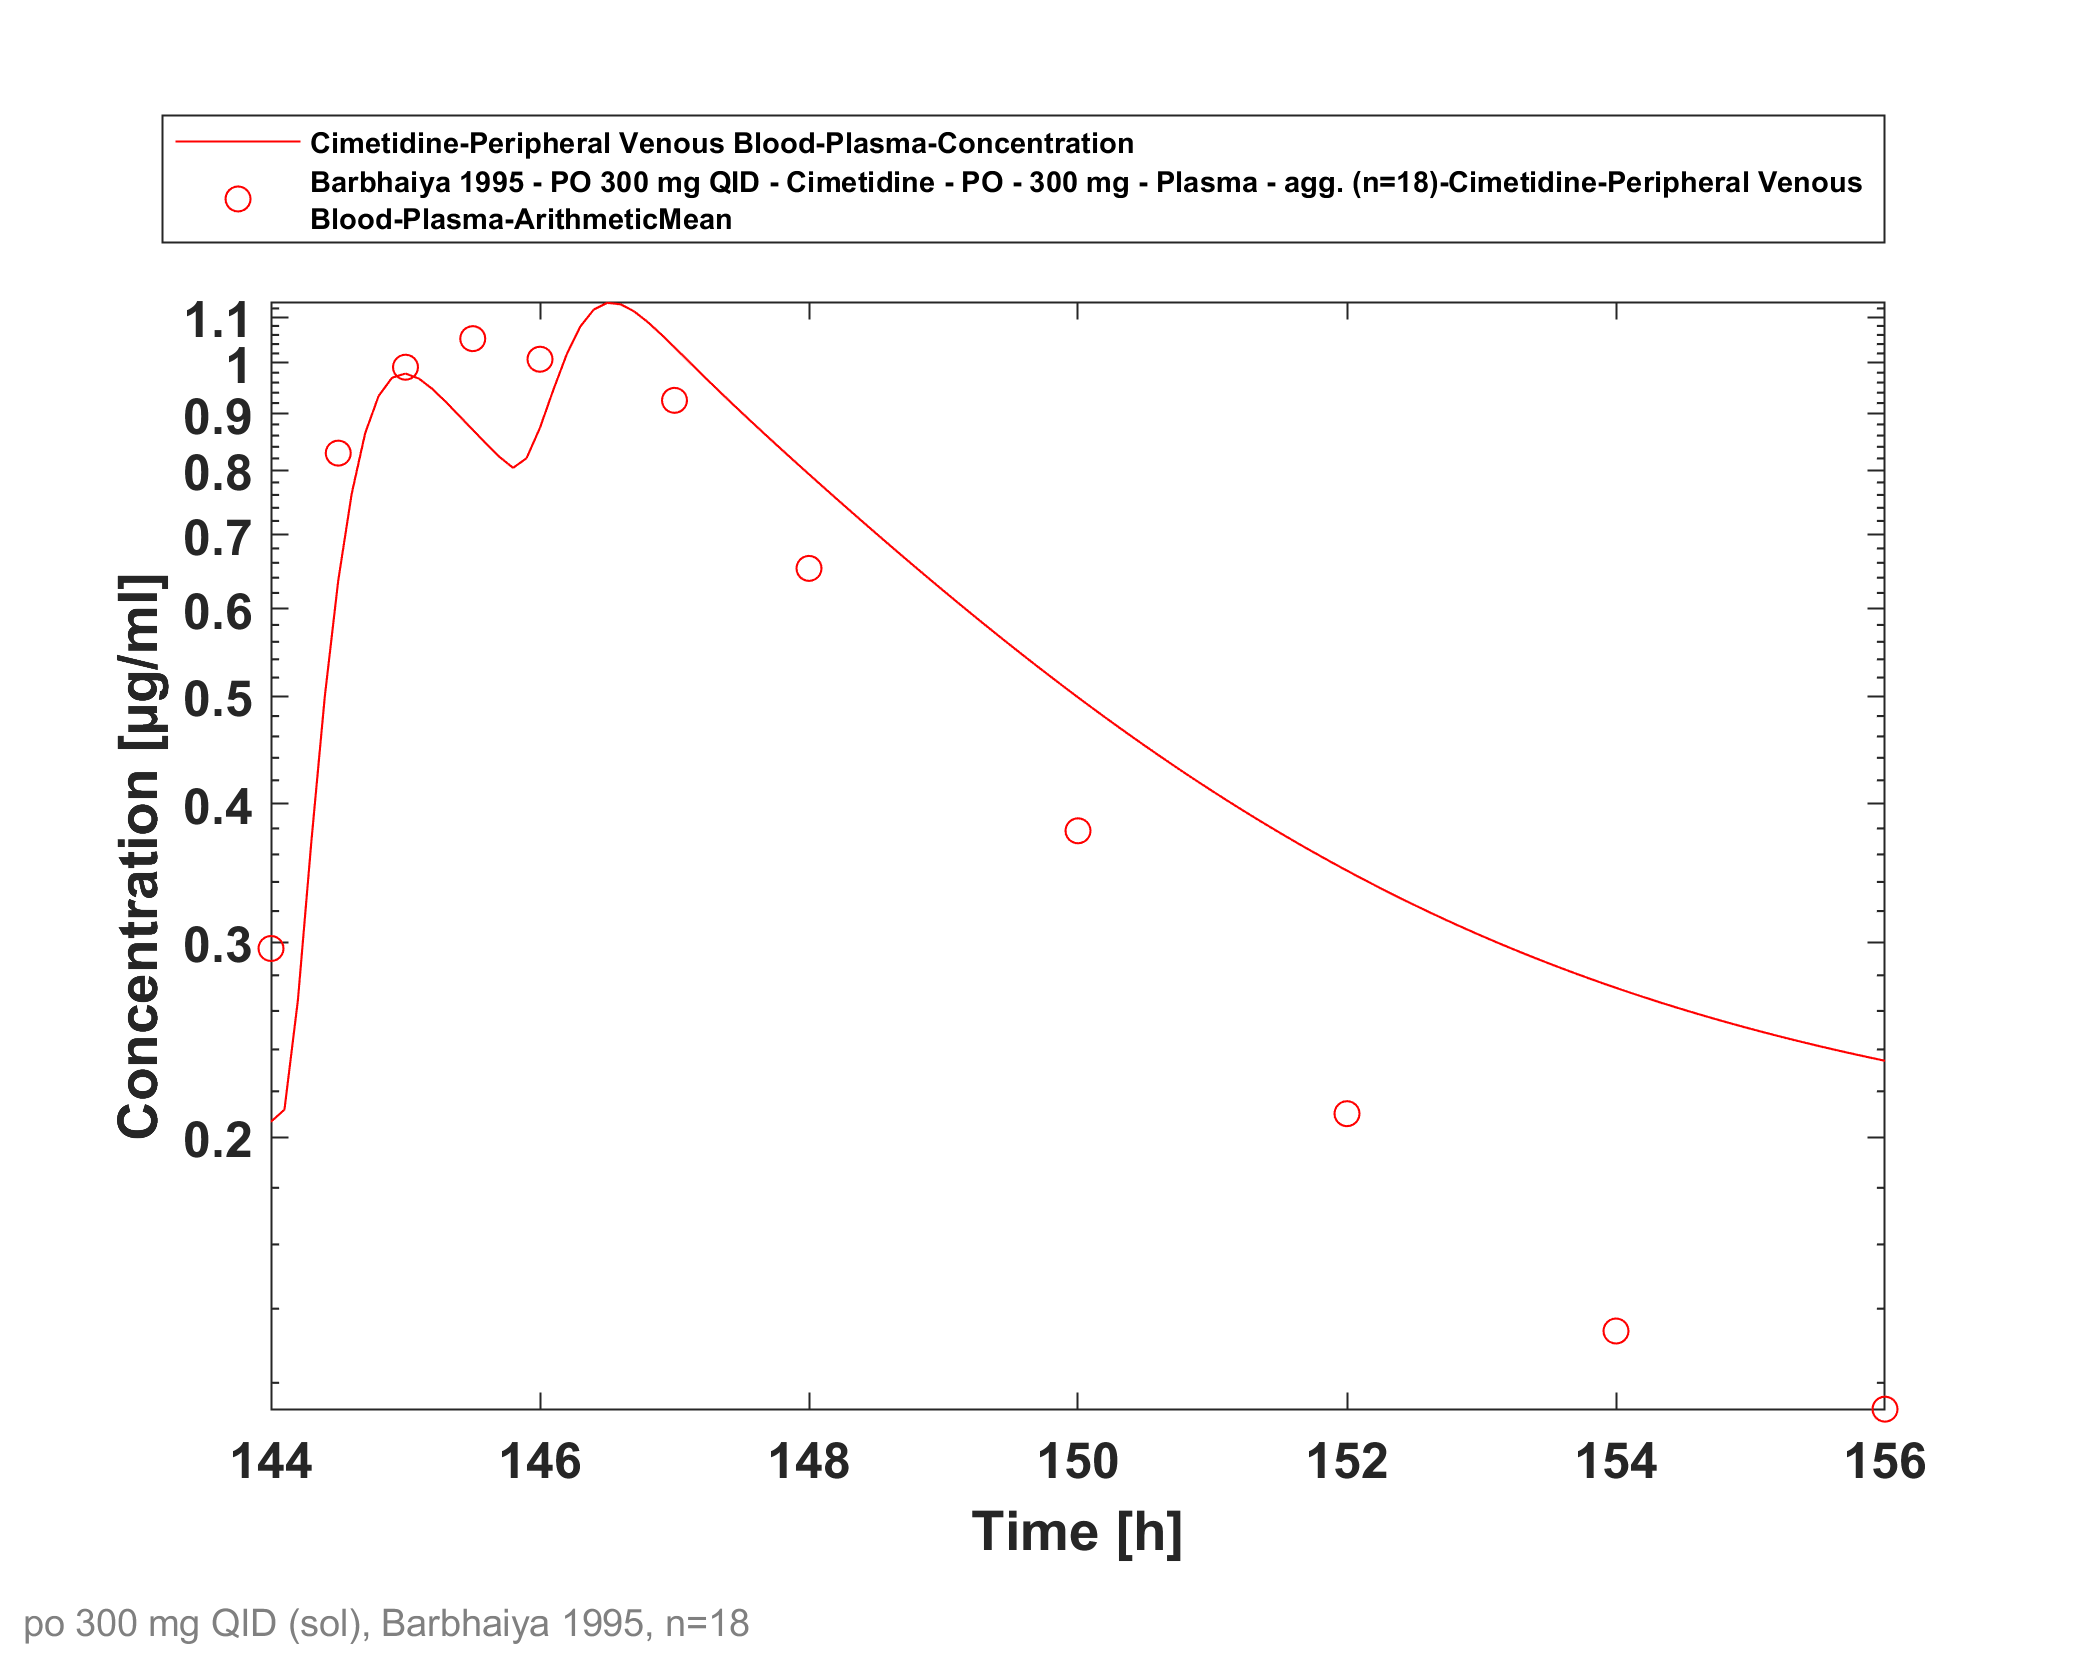 Cimetidine-Peripheral Venous Blood-Plasma-Concentration
Barbhaiya 1995 - PO 300 mg QID - Cimetidine - PO - 300 mg - Plasma - agg. (n=18)-Cimetidine-Peripheral Venous
Blood-Plasma-ArithmeticMean
1.1
1
0.9
0.8
0.7
0.6
0.5
0.4
0.3
0.2
Concentration [µg/ml]
144 146 148 150 152 154 156
Time [h]
po 300 mg QID (sol), Barbhaiya 1995, n=18